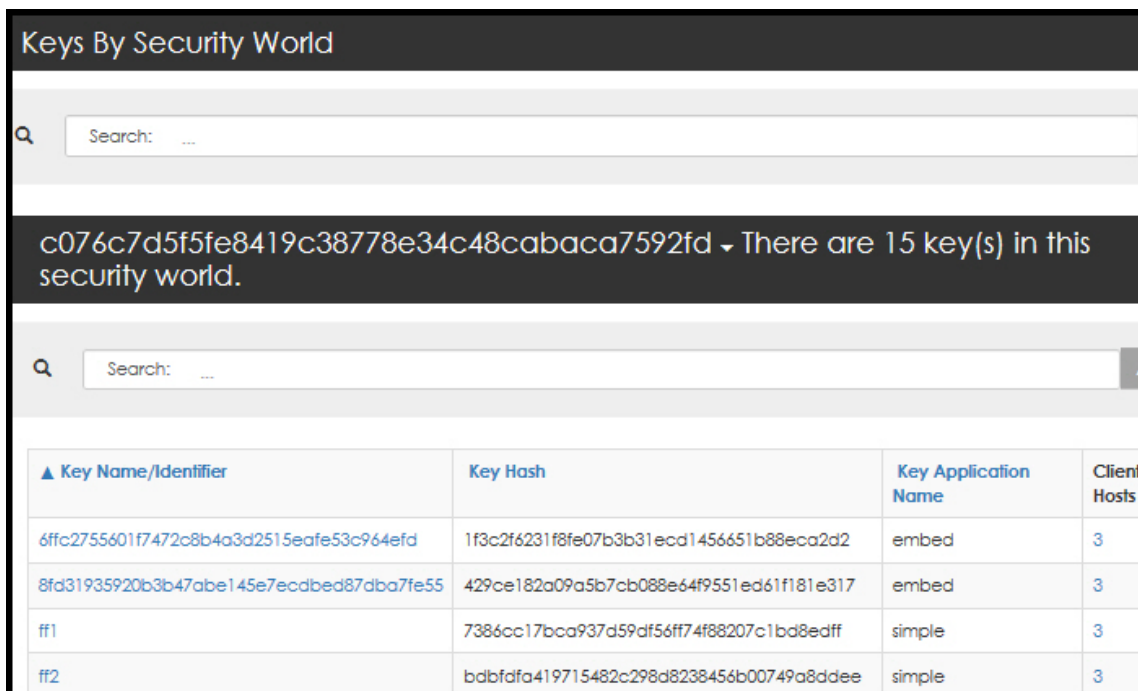 Keys By Security World
Search: ...
c076c7d5f5fe8419c38778e34c48cabaca7592fd There are 15 key(s) in this
security world.
Search: ...
▲ Key Name/Identifier Key Hash Key Application Name Client Hosts
6ffc2755601f7472c8b4a3d2515eafe53c964efd 1f3c2f6231f8fe07b3b31ecd1456651b88eca2d2 embed 3
8fd31935920b3b47abe145e7ecdbed87dba7fe55 429ce182a09a5b7cb088e64f9551ed61f181e317 embed 3
ff1 7386cc17bca937d59df56ff74f88207c1bd8edff simple 3
ff2 bdbfdfa419715482c298d8238456b00749a8ddee simple 3